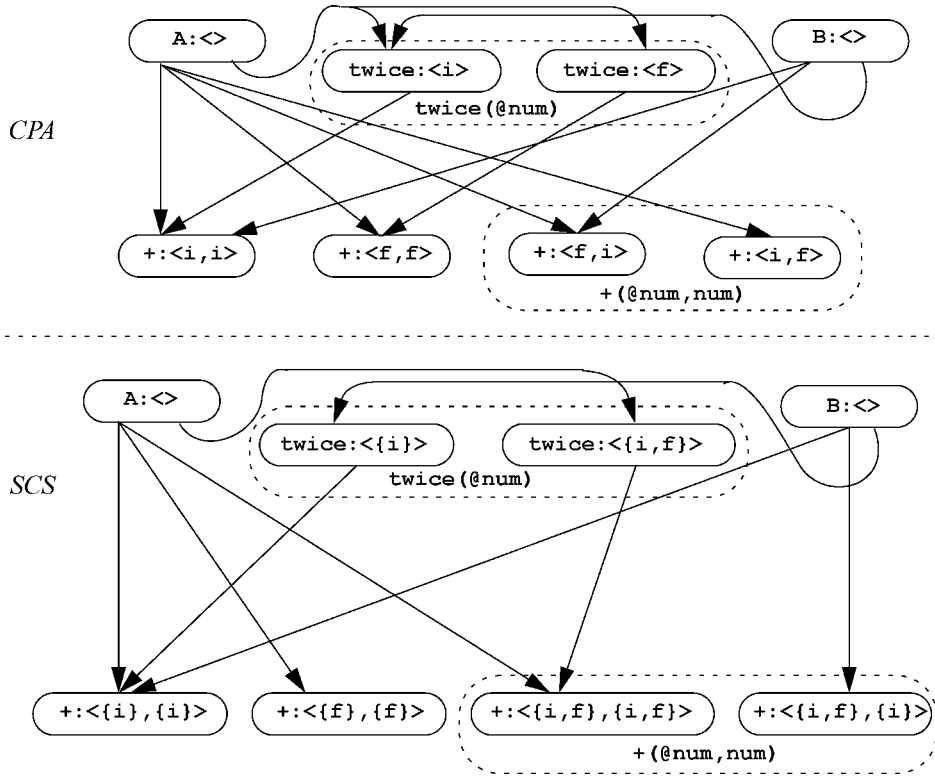 A:<>
B:<>
twice:<i>
twice:<f>
twice(@num)
CPA
+:<i,i>
+:<f,f>
+:<f,i>
+:<i,f>
+(@num,num)
A:<>
B:<>
twice:<{i}>
twice:<{i,f}>
twice(@num)
SCS
+:<{i},{i}>
+:<{f},{f}>
+:<{i,f},{i,f}>
+:<{i,f},{i}>
+(@num,num)